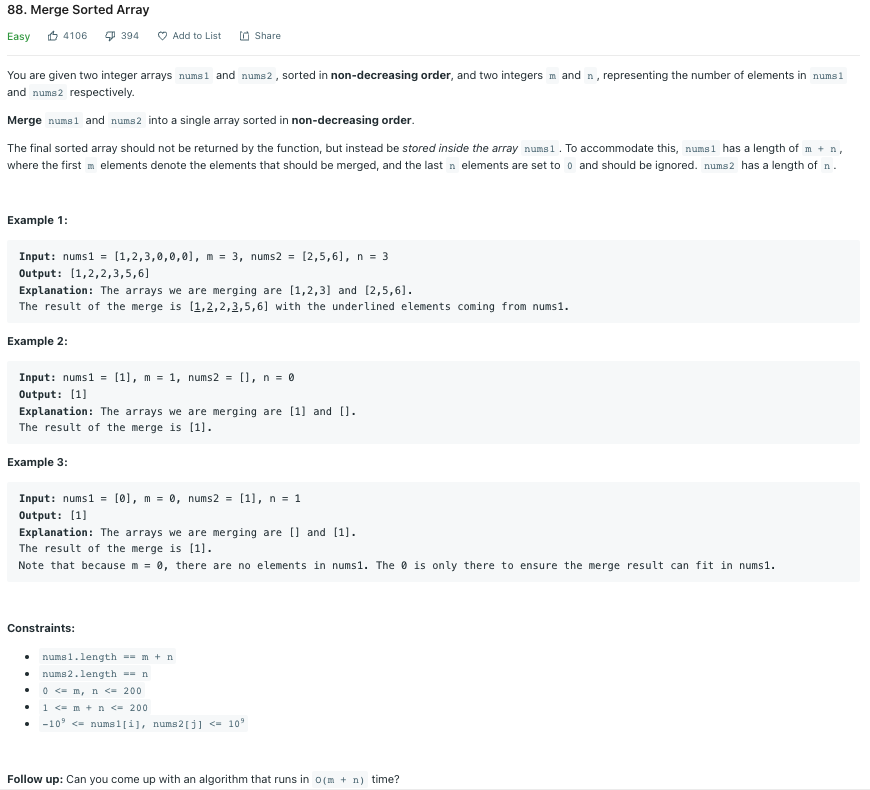 88. Merge Sorted Array
Easy 4106 394 Add to List Share
You are given two integer arrays nums1 and nums2, sorted in non-decreasing order, and two integers m and n, representing the number of elements in nums1
and nums2 respectively.
Merge nums1 and nums2 into a single array sorted in non-decreasing order.
The final sorted array should not be returned by the function, but instead be stored inside the array nums1. To accommodate this, nums1 has a length of m + n,
where the first m elements denote the elements that should be merged, and the last n elements are set to 0 and should be ignored. nums2 has a length of n.
Example 1:
Input: nums1 = [1,2,3,0,0,0], m = 3, nums2 = [2,5,6], n = 3
Output: [1,2,2,3,5,6]
Explanation: The arrays we are merging are [1,2,3] and [2,5,6].
The result of the merge is [1,2,2,3,5,6] with the underlined elements coming from nums1.
Example 2:
Input: nums1 = [1], m = 1, nums2 = [], n = 0
Output: [1]
Explanation: The arrays we are merging are [1] and [].
The result of the merge is [1].
Example 3:
Input: nums1 = [0], m = 0, nums2 = [1], n = 1
Output: [1]
Explanation: The arrays we are merging are [] and [1].
The result of the merge is [1].
Note that because m = 0, there are no elements in nums1. The 0 is only there to ensure the merge result can fit in nums1.
Constraints:
• nums1.length == m + n
• nums2.length == n
• 0 <= m, n <= 200
• 1 <= m + n <= 200
• -10⁹ <= nums1[i], nums2[j] <= 10⁹
Follow up: Can you come up with an algorithm that runs in O(m + n) time?